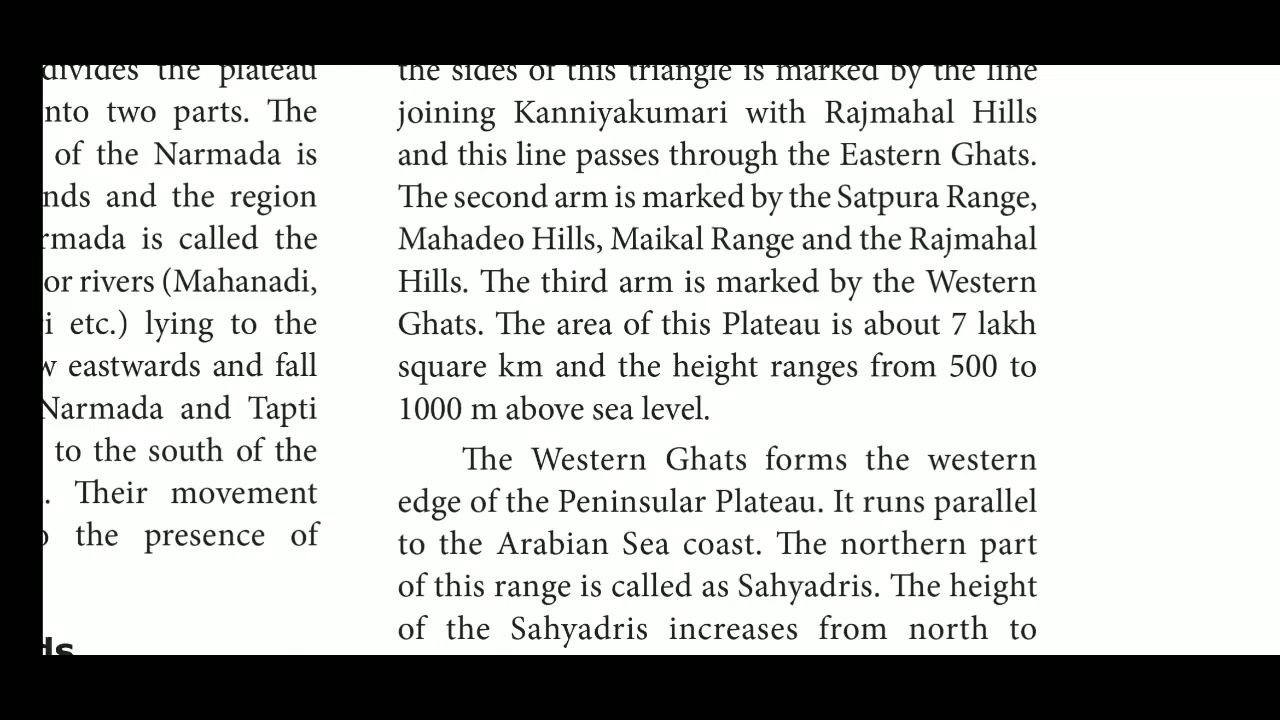 divides the plateau
nto two parts. The
of the Narmada is
nds and the region
rmada is called the
or rivers (Mahanadi,
i etc.) lying to the
w eastwards and fall
Narmada and Tapti
to the south of the
. Their movement
o the presence of
ds
the sides of this triangle is marked by the line
joining Kanniyakumari with Rajmahal Hills
and this line passes through the Eastern Ghats.
The second arm is marked by the Satpura Range,
Mahadeo Hills, Maikal Range and the Rajmahal
Hills. The third arm is marked by the Western
Ghats. The area of this Plateau is about 7 lakh
square km and the height ranges from 500 to
1000 m above sea level.
The Western Ghats forms the western
edge of the Peninsular Plateau. It runs parallel
to the Arabian Sea coast. The northern part
of this range is called as Sahyadris. The height
of the Sahyadris increases from north to